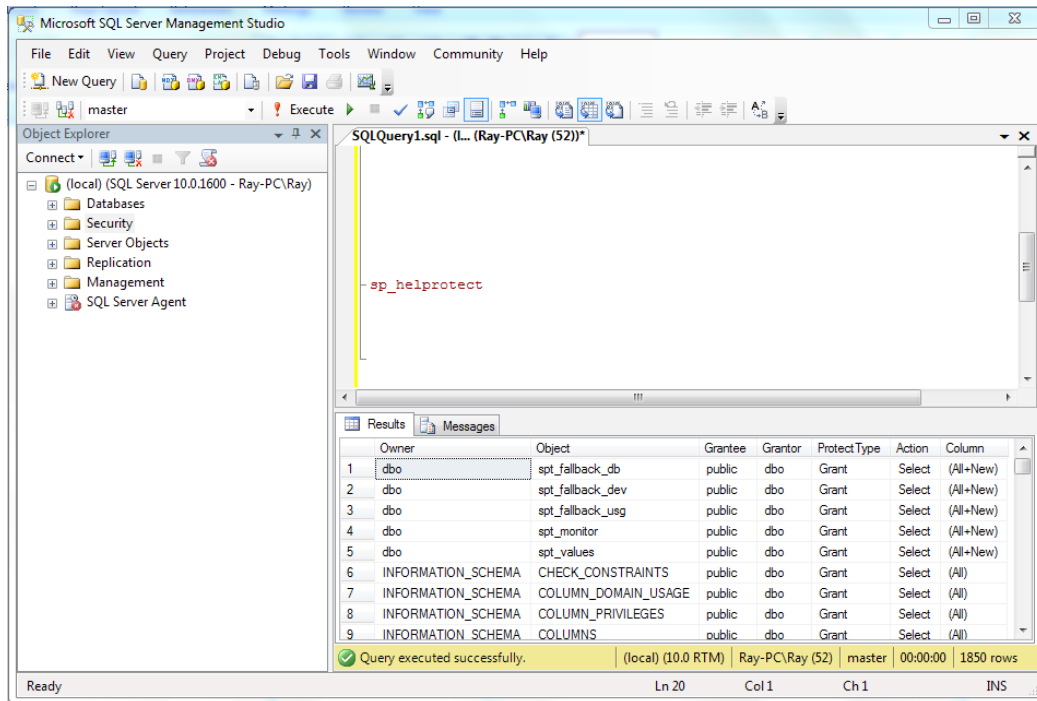 Microsoft SQL Server Management Studio
File Edit View Query Project Debug Tools Window Community Help
New Query
master Execute
Object Explorer
SQLQuery1.sql - (l... (Ray-PC\Ray (52))*
Connect
(local) (SQL Server 10.0.1600 - Ray-PC\Ray)
Databases
Security
Server Objects
Replication
Management
SQL Server Agent
sp_helprotect
Results Messages
Owner Object Grantee Grantor ProtectType Action Column
1 dbo spt_fallback_db public dbo Grant Select (All+New)
2 dbo spt_fallback_dev public dbo Grant Select (All+New)
3 dbo spt_fallback_usg public dbo Grant Select (All+New)
4 dbo spt_monitor public dbo Grant Select (All+New)
5 dbo spt_values public dbo Grant Select (All+New)
6 INFORMATION_SCHEMA CHECK_CONSTRAINTS public dbo Grant Select (All)
7 INFORMATION_SCHEMA COLUMN_DOMAIN_USAGE public dbo Grant Select (All)
8 INFORMATION_SCHEMA COLUMN_PRIVILEGES public dbo Grant Select (All)
9 INFORMATION_SCHEMA COLUMNS public dbo Grant Select (All)
Query executed successfully. (local) (10.0 RTM) Ray-PC\Ray (52) master 00:00:00 1850 rows
Ready Ln 20 Col 1 Ch 1 INS